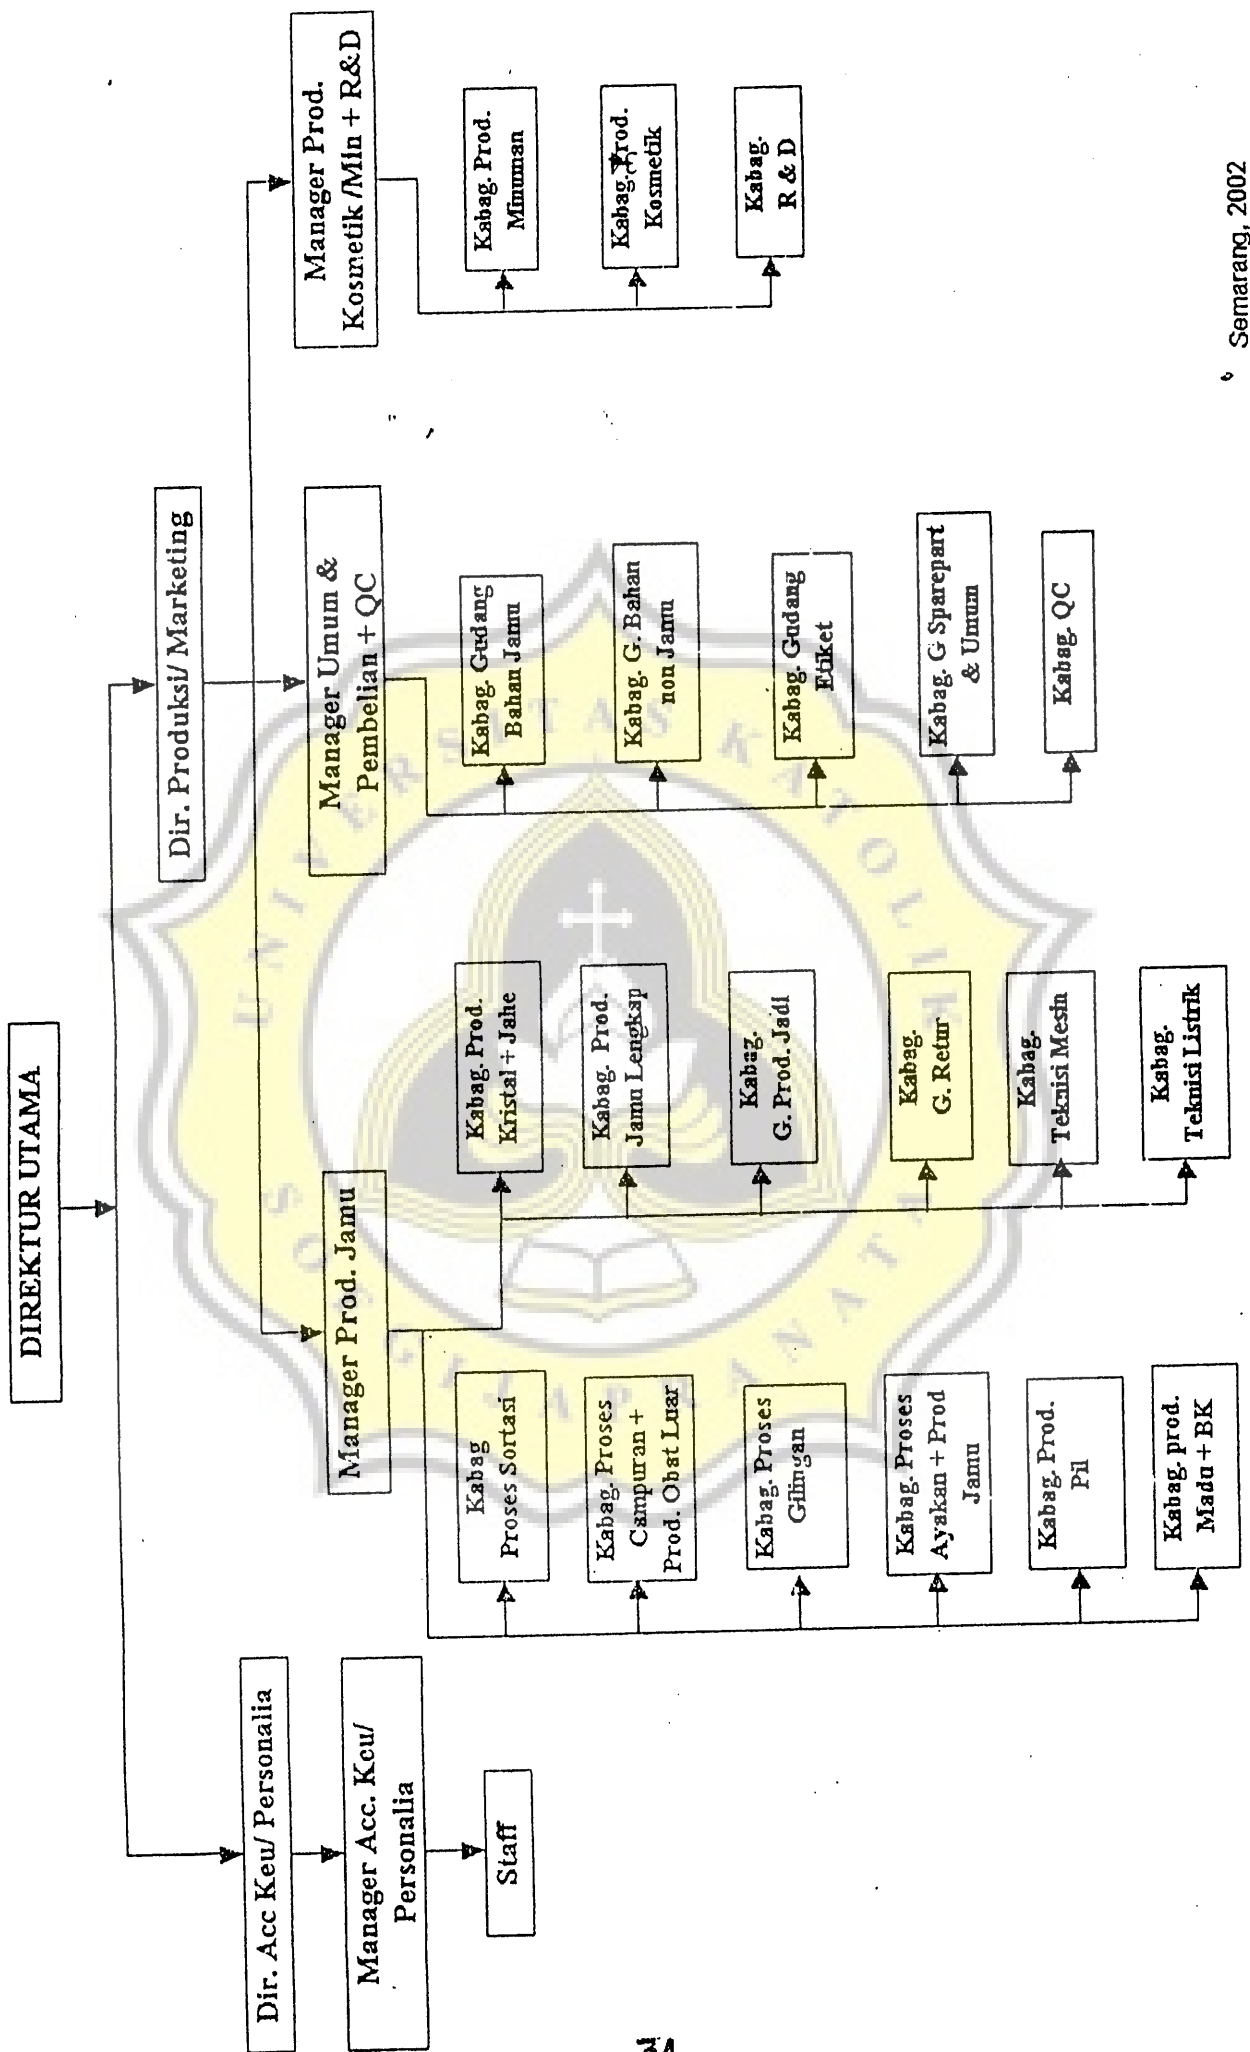 DIREKTUR UTAMA
Dir. Acc Keu/ Personalia
Manager Acc. Keu/
Personalia
Staff
Dir. Produksi/ Marketing
Manager Prod. Jamu
Kabag
Proses Sortasi
Kabag. Proses
Campuran +
Prod. Obat Luar
Kabag. Proses
Gilingan
Kabag. Proses
Ayakan + Prod
Jamu
Kabag. Prod.
Pil
Kabag. prod.
Madu + BK
Kabag. Prod.
Kristal + Jahe
Kabag. Prod.
Jamu Lengkap
Kabag.
G. Prod. Jadi
Kabag.
G. Retur
Kabag.
Teknisi Mesin
Kabag.
Teknisi Listrik
Manager Umum &
Pembelian + QC
Kabag. Gudang
Bahan Jamu
Kabag. G. Bahan
non Jamu
Kabag. Gudang
Etiket
Kabag. G Sparepart
& Umum
Kabag. QC
Manager Prod.
Kosmetik /Min + R&D
Kabag. Prod.
Minuman
Kabag. Prod.
Kosmetik
Kabag.
R & D
Semarang, 2002
UNIVERSITAS KATOLIK
SOEGIJAPRANATA
34